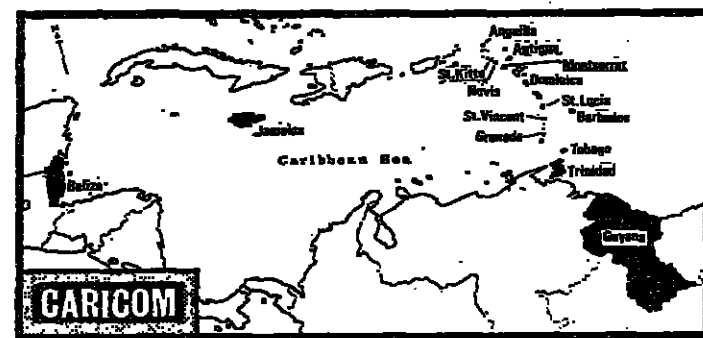 Anguilla
Antigua
Montserrat
St.Kitts
Nevis
Dominica
St.Lucia
St.Vincent
Barbados
Grenada
Jamaica
Caribbean Sea
Tobago
Trinidad
Belize
Guyana
CARICOM